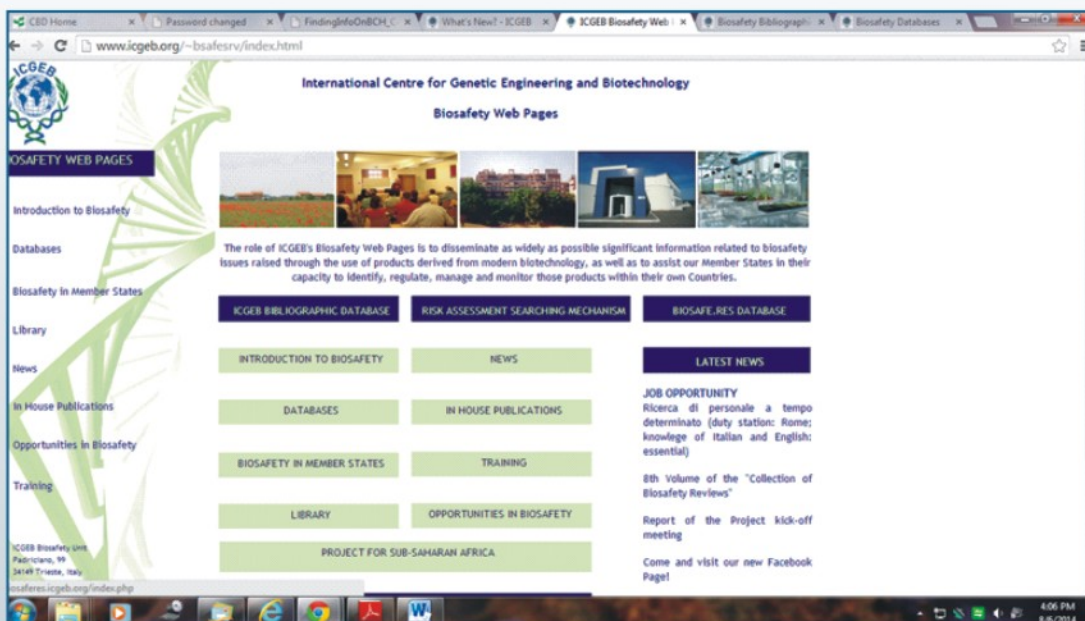 CBD Home
Password changed
FindingInfoOnBCH_C
What's New! - ICGEB
ICGEB Biosafety Web
Biosafety Bibliographi
Biosafety Databases
www.icgeb.org/~bsafesrv/index.html
ICGEB
International Centre for Genetic Engineering and Biotechnology
Biosafety Web Pages
OSAFETY WEB PAGES
Introduction to Biosafety
Databases
Biosafety in Member States
Library
News
In House Publications
Opportunities in Biosafety
Training
ICGEB Biosafety Unit
Padriciano, 99
34149 Trieste, Italy
The role of ICGEB's Biosafety Web Pages is to disseminate as widely as possible significant information related to biosafety
issues raised through the use of products derived from modern biotechnology, as well as to assist our Member States in their
capacity to identify, regulate, manage and monitor those products within their own Countries.
ICGEB BIBLIOGRAPHIC DATABASE
RISK ASSESSMENT SEARCHING MECHANISM
BIOSAFE.RES DATABASE
INTRODUCTION TO BIOSAFETY
NEWS
DATABASES
IN HOUSE PUBLICATIONS
BIOSAFETY IN MEMBER STATES
TRAINING
LIBRARY
OPPORTUNITIES IN BIOSAFETY
PROJECT FOR SUB-SAHARAN AFRICA
LATEST NEWS
JOB OPPORTUNITY
Ricerca di personale a tempo
determinato (duty station: Rome;
knowlege of Italian and English:
essential)
8th Volume of the "Collection of
Biosafety Reviews"
Report of the Project kick-off
meeting
Come and visit our new Facebook
Page!
iosaferes.icgeb.org/index.php
4:06 PM
8/6/2014